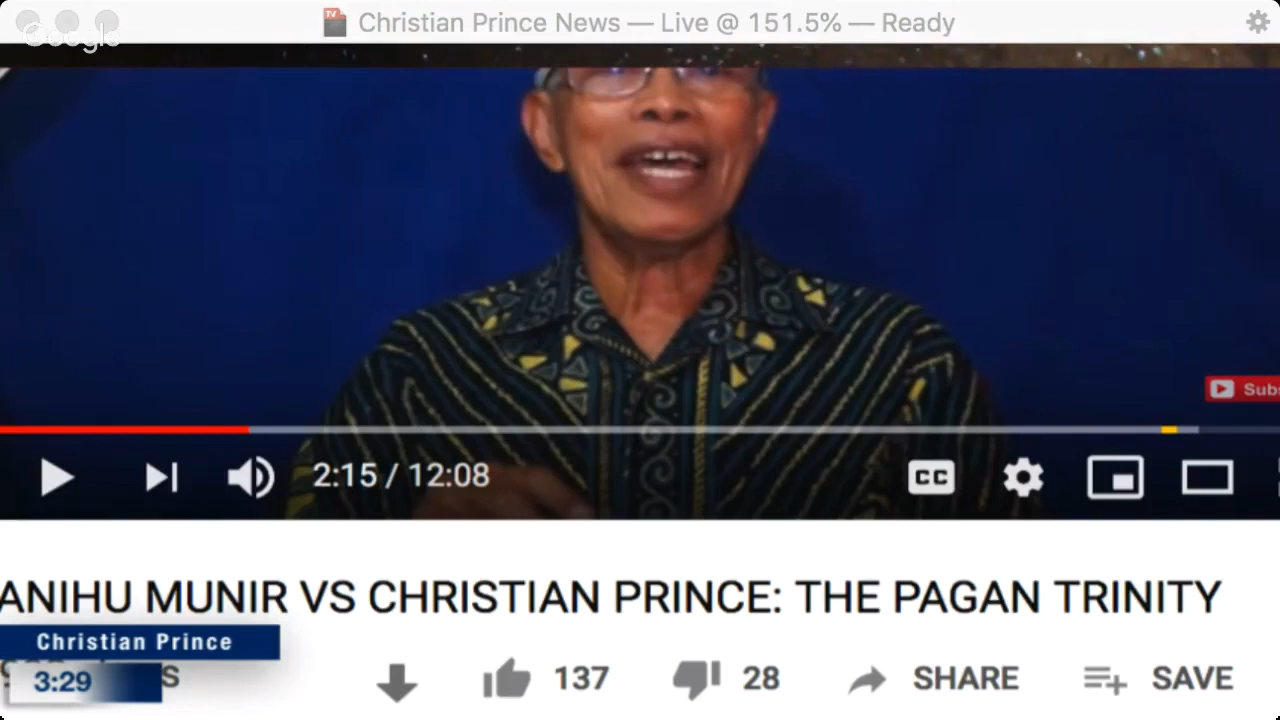 Christian Prince News — Live @ 151.5% — Ready
Google
Subs
2:15 / 12:08
CC
ANIHU MUNIR VS CHRISTIAN PRINCE: THE PAGAN TRINITY
Christian Prince
3:29
137
28
SHARE
SAVE